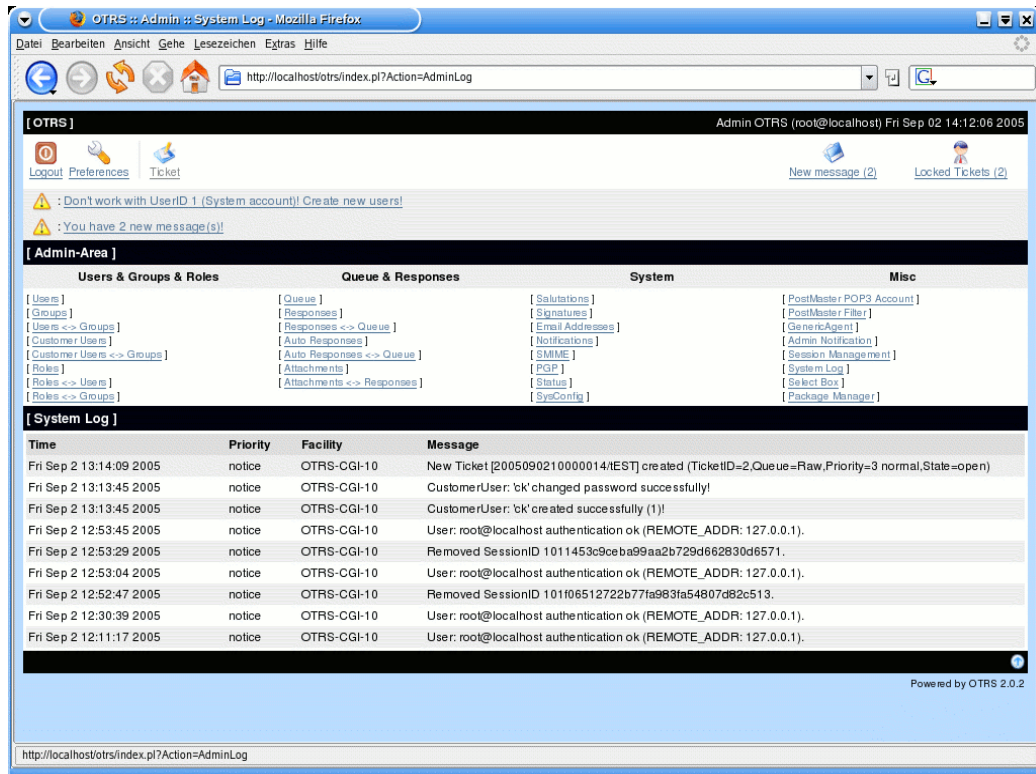 OTRS :: Admin :: System Log - Mozilla Firefox
Datei Bearbeiten Ansicht Gehe Lesezeichen Extras Hilfe
http://localhost/otrs/index.pl?Action=AdminLog
G
[ OTRS ] Admin OTRS (root@localhost) Fri Sep 02 14:12:06 2005
Logout Preferences Ticket New message (2) Locked Tickets (2)
: Don't work with UserID 1 (System account)! Create new users!
: You have 2 new message(s)!
[ Admin-Area ]
Users & Groups & Roles Queue & Responses System Misc
[ Users ] [ Queue ] [ Salutations ] [ PostMaster POP3 Account ]
[ Groups ] [ Responses ] [ Signatures ] [ PostMaster Filter ]
[ Users <-> Groups ] [ Responses <-> Queue ] [ Email Addresses ] [ GenericAgent ]
[ Customer Users ] [ Auto Responses ] [ Notifications ] [ Admin Notification ]
[ Customer Users <-> Groups ] [ Auto Responses <-> Queue ] [ SMIME ] [ Session Management ]
[ Roles ] [ Attachments ] [ PGP ] [ System Log ]
[ Roles <-> Users ] [ Attachments <-> Responses ] [ Status ] [ Select Box ]
[ Roles <-> Groups ] [ SysConfig ] [ Package Manager ]
[ System Log ]
Time Priority Facility Message
Fri Sep 2 13:14:09 2005 notice OTRS-CGI-10 New Ticket [2005090210000014/tEST] created (TicketID=2,Queue=Raw,Priority=3 normal,State=open)
Fri Sep 2 13:13:45 2005 notice OTRS-CGI-10 CustomerUser: 'ck' changed password successfully!
Fri Sep 2 13:13:45 2005 notice OTRS-CGI-10 CustomerUser: 'ck' created successfully (1)!
Fri Sep 2 12:53:45 2005 notice OTRS-CGI-10 User: root@localhost authentication ok (REMOTE_ADDR: 127.0.0.1).
Fri Sep 2 12:53:29 2005 notice OTRS-CGI-10 Removed SessionID 1011453c9ceba99aa2b729d662830d6571.
Fri Sep 2 12:53:04 2005 notice OTRS-CGI-10 User: root@localhost authentication ok (REMOTE_ADDR: 127.0.0.1).
Fri Sep 2 12:52:47 2005 notice OTRS-CGI-10 Removed SessionID 101f06512722b77fa983fa54807d82c513.
Fri Sep 2 12:30:39 2005 notice OTRS-CGI-10 User: root@localhost authentication ok (REMOTE_ADDR: 127.0.0.1).
Fri Sep 2 12:11:17 2005 notice OTRS-CGI-10 User: root@localhost authentication ok (REMOTE_ADDR: 127.0.0.1).
Powered by OTRS 2.0.2
http://localhost/otrs/index.pl?Action=AdminLog